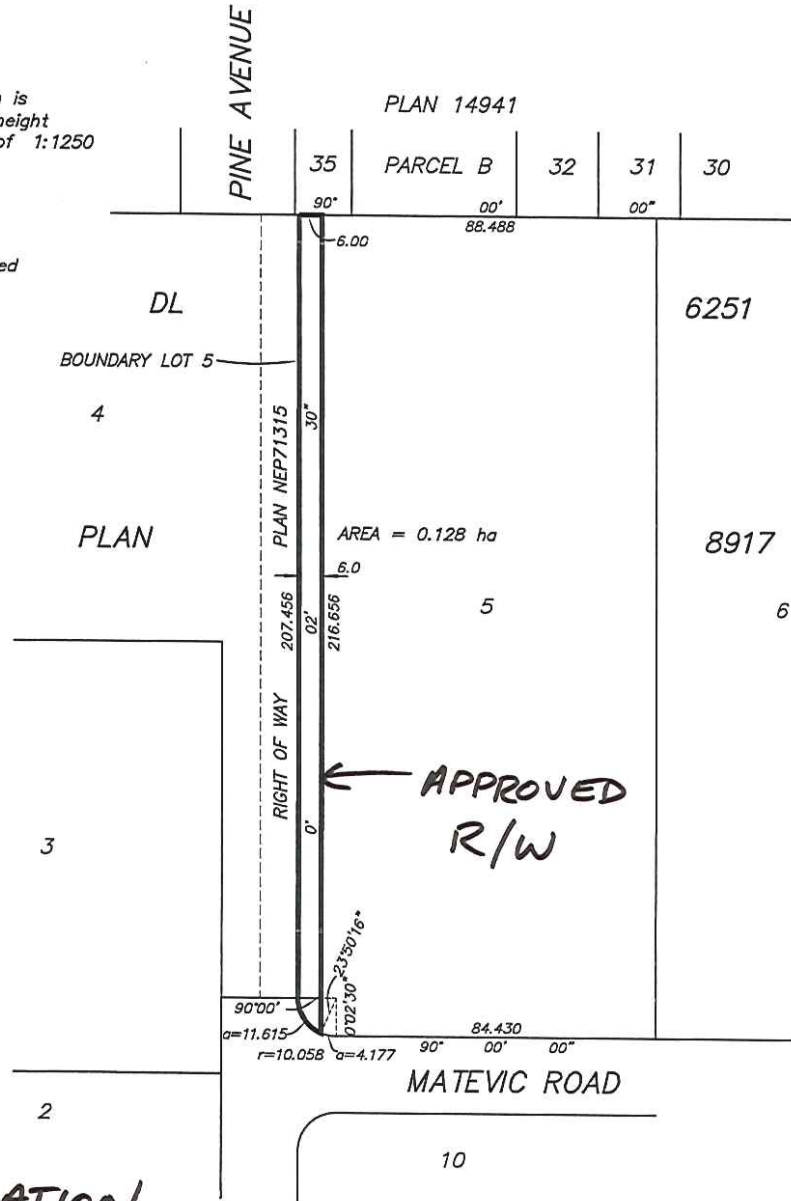 is
height
of 1:1250
PINE AVENUE
PLAN 14941
35
PARCEL B
32
31
30
90°
00'
00"
88.488
6.00
ed
DL
6251
BOUNDARY LOT 5
4
30"
PLAN NEP71315
PLAN
AREA = 0.128 ha
8917
6.0
207.456
02'
216.656
5
6
RIGHT OF WAY
APPROVED
R/W
3
0°
23°50'16"
90°00'
0°02'30"
a=11.615
r=10.058
a=4.177
84.430
90°
00'
00"
MATEVIC ROAD
2
10